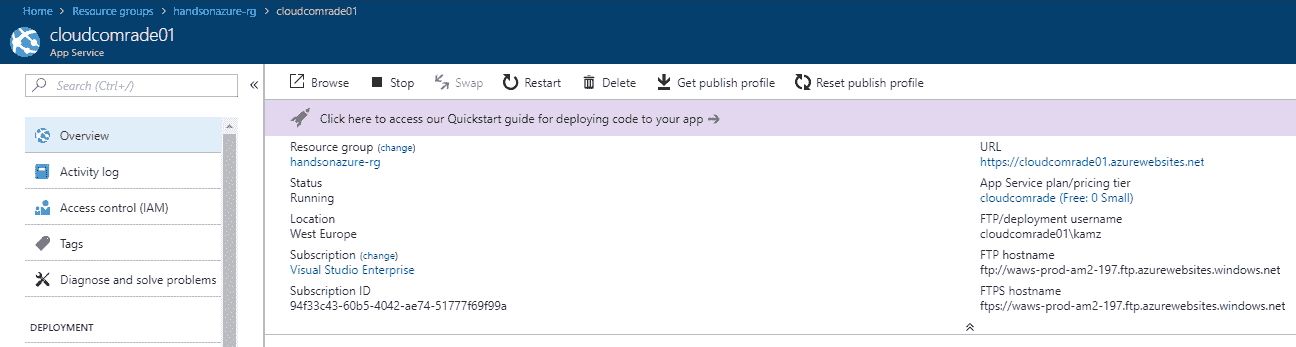 Home > Resource groups > handsonazure-rg > cloudcomrade01
cloudcomrade01
App Service
Search (Ctrl+/)
Overview
Activity log
Access control (IAM)
Tags
Diagnose and solve problems
DEPLOYMENT
Browse Stop Swap Restart Delete Get publish profile Reset publish profile
Click here to access our Quickstart guide for deploying code to your app →
Resource group (change)
handsonazure-rg
Status
Running
Location
West Europe
Subscription (change)
Visual Studio Enterprise
Subscription ID
94f33c43-60b5-4042-ae74-51777f69f99a
URL
https://cloudcomrade01.azurewebsites.net
App Service plan/pricing tier
cloudcomrade (Free: 0 Small)
FTP/deployment username
cloudcomrade01\kamz
FTP hostname
ftp://waws-prod-am2-197.ftp.azurewebsites.windows.net
FTPS hostname
ftps://waws-prod-am2-197.ftp.azurewebsites.windows.net